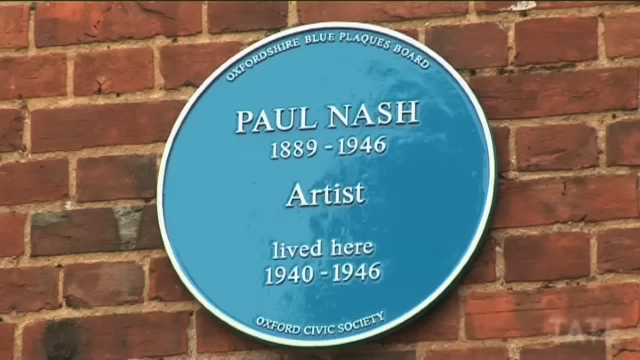 OXFORDSHIRE BLUE PLAQUES BOARD
PAUL NASH
1889 - 1946
Artist
lived here
1940 - 1946
OXFORD CIVIC SOCIETY
TATE